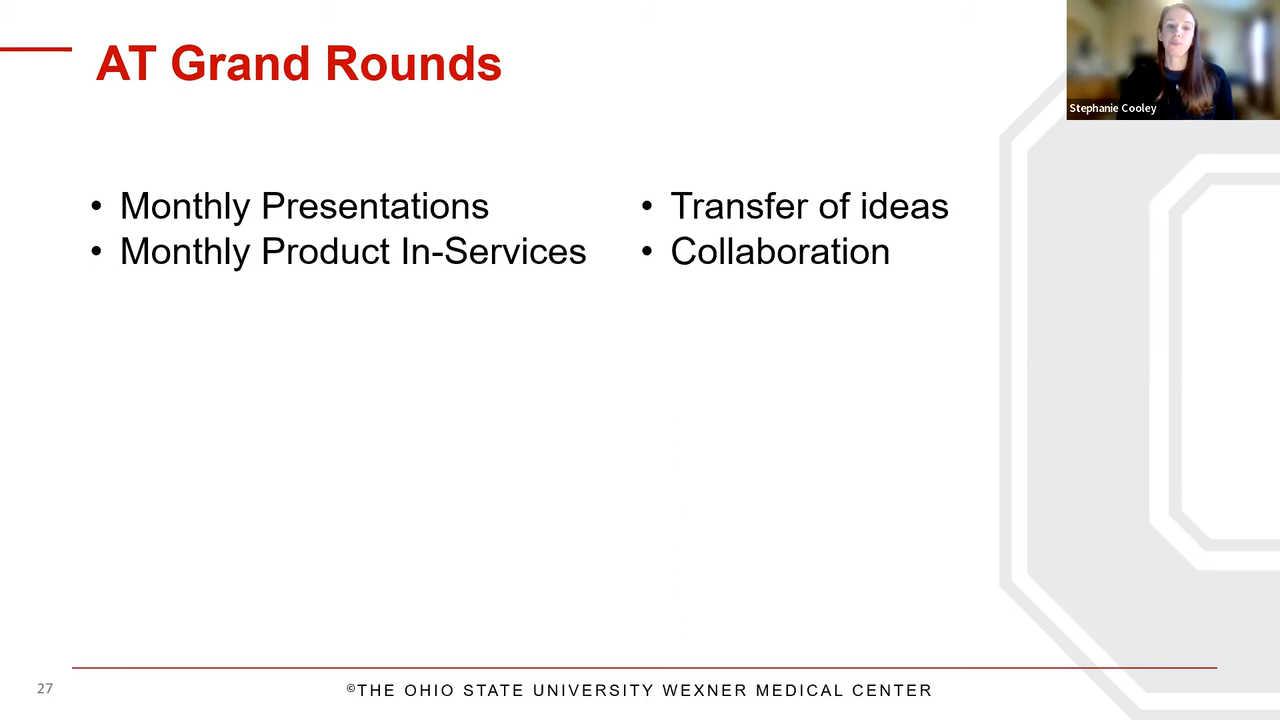 AT Grand Rounds
Stephanie Cooley
• Monthly Presentations
• Monthly Product In-Services
• Transfer of ideas
• Collaboration
27
©THE OHIO STATE UNIVERSITY WEXNER MEDICAL CENTER